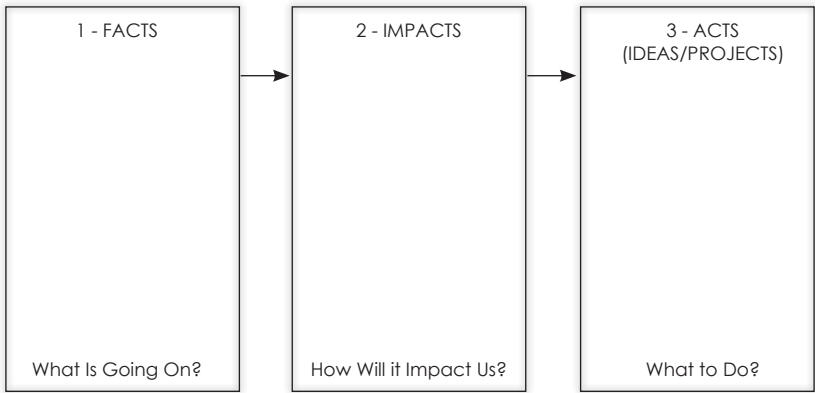 1 - FACTS
What Is Going On?
2 - IMPACTS
How Will it Impact Us?
3 - ACTS
(IDEAS/PROJECTS)
What to Do?